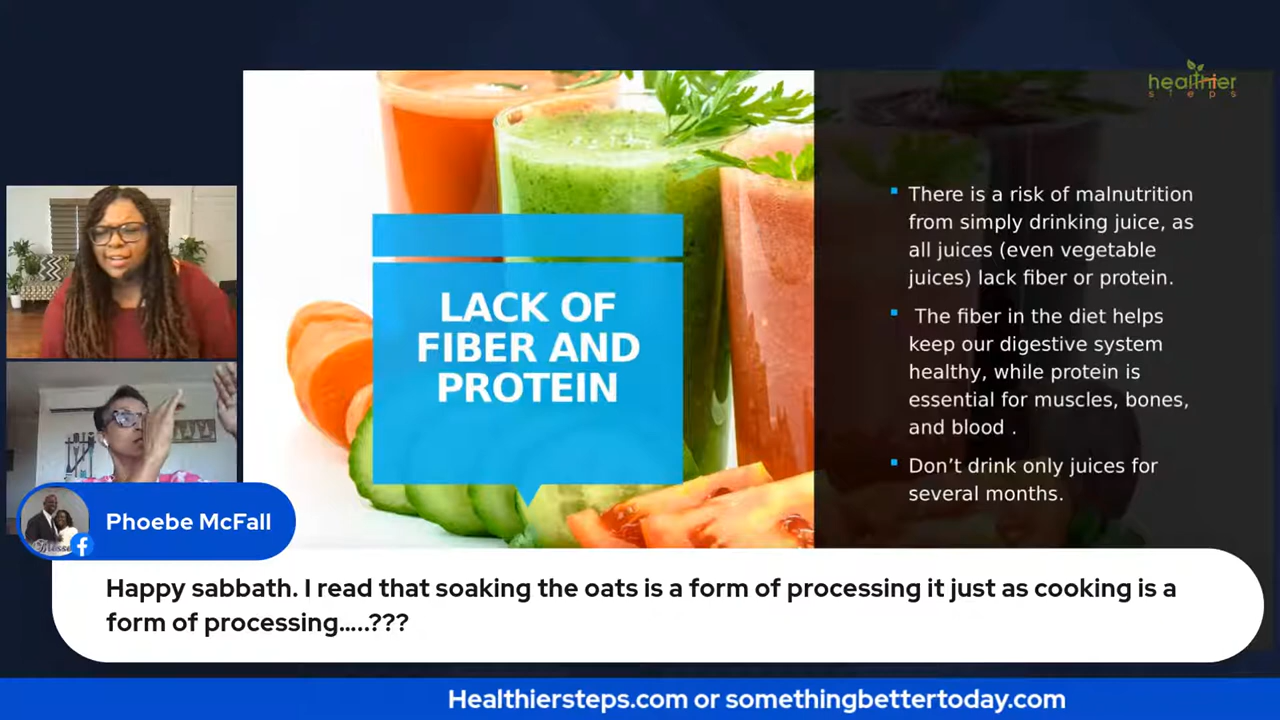 healthier
steps
LACK OF
FIBER AND
PROTEIN
There is a risk of malnutrition
from simply drinking juice, as
all juices (even vegetable
juices) lack fiber or protein.
The fiber in the diet helps
keep our digestive system
healthy, while protein is
essential for muscles, bones,
and blood .
Don’t drink only juices for
several months.
Phoebe McFall
Happy sabbath. I read that soaking the oats is a form of processing it just as cooking is a
form of processing.....???
Healthiersteps.com or somethingbettertoday.com